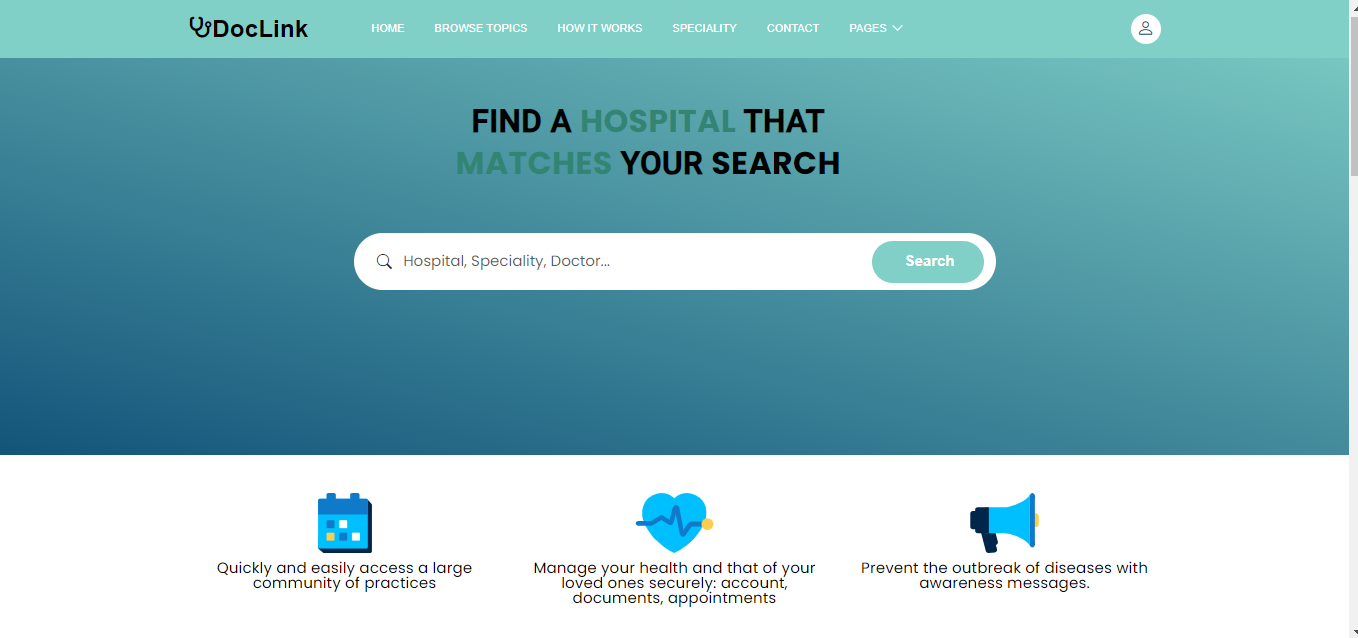 DocLink
HOME BROWSE TOPICS HOW IT WORKS SPECIALITY CONTACT PAGES
FIND A HOSPITAL THAT
MATCHES YOUR SEARCH
Hospital, Speciality, Doctor... Search
Quickly and easily access a large
community of practices
Manage your health and that of your
loved ones securely: account,
documents, appointments
Prevent the outbreak of diseases with
awareness messages.